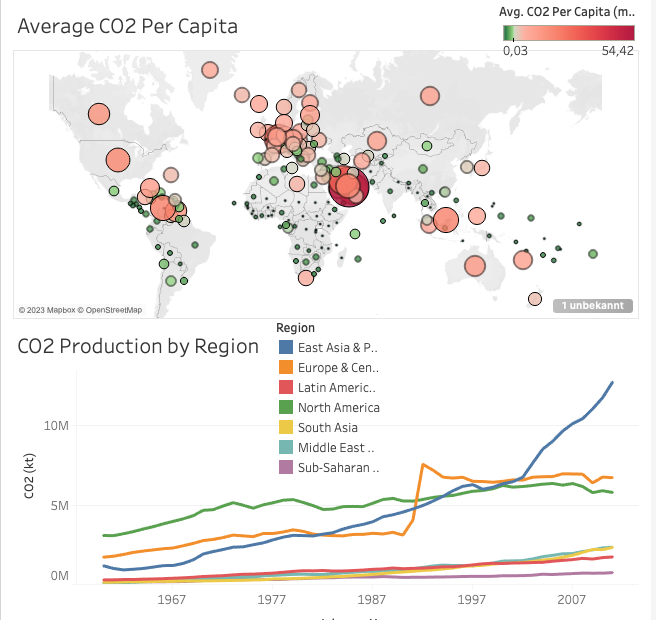 Average CO2 Per Capita
Avg. CO2 Per Capita (m..
0,03 54,42
© 2023 Mapbox © OpenStreetMap
1 unbekannt
CO2 Production by Region
Region
East Asia & P..
Europe & Cen..
Latin Americ..
North America
South Asia
Middle East ..
Sub-Saharan ..
CO2 (kt)
10M
5M
0M
1967 1977 1987 1997 2007